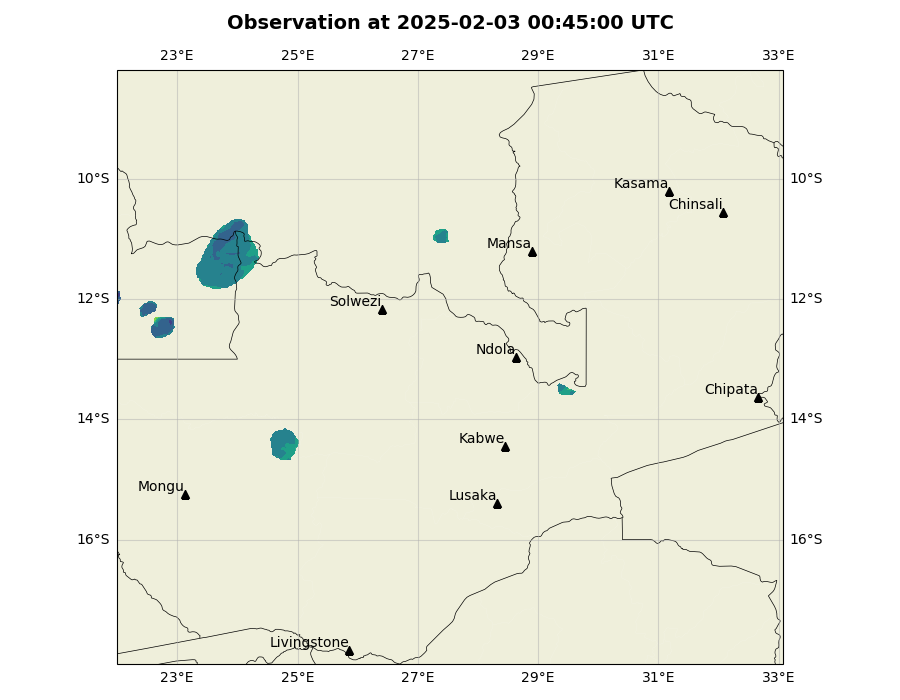 Observation at 2025-02-03 00:45:00 UTC
23°E 25°E 27°E 29°E 31°E 33°E
10°S 10°S
Kasama
Chinsali
Mansa
12°S 12°S
Solwezi
Ndola
Chipata
14°S 14°S
Kabwe
Mongu
Lusaka
16°S 16°S
Livingstone
23°E 25°E 27°E 29°E 31°E 33°E